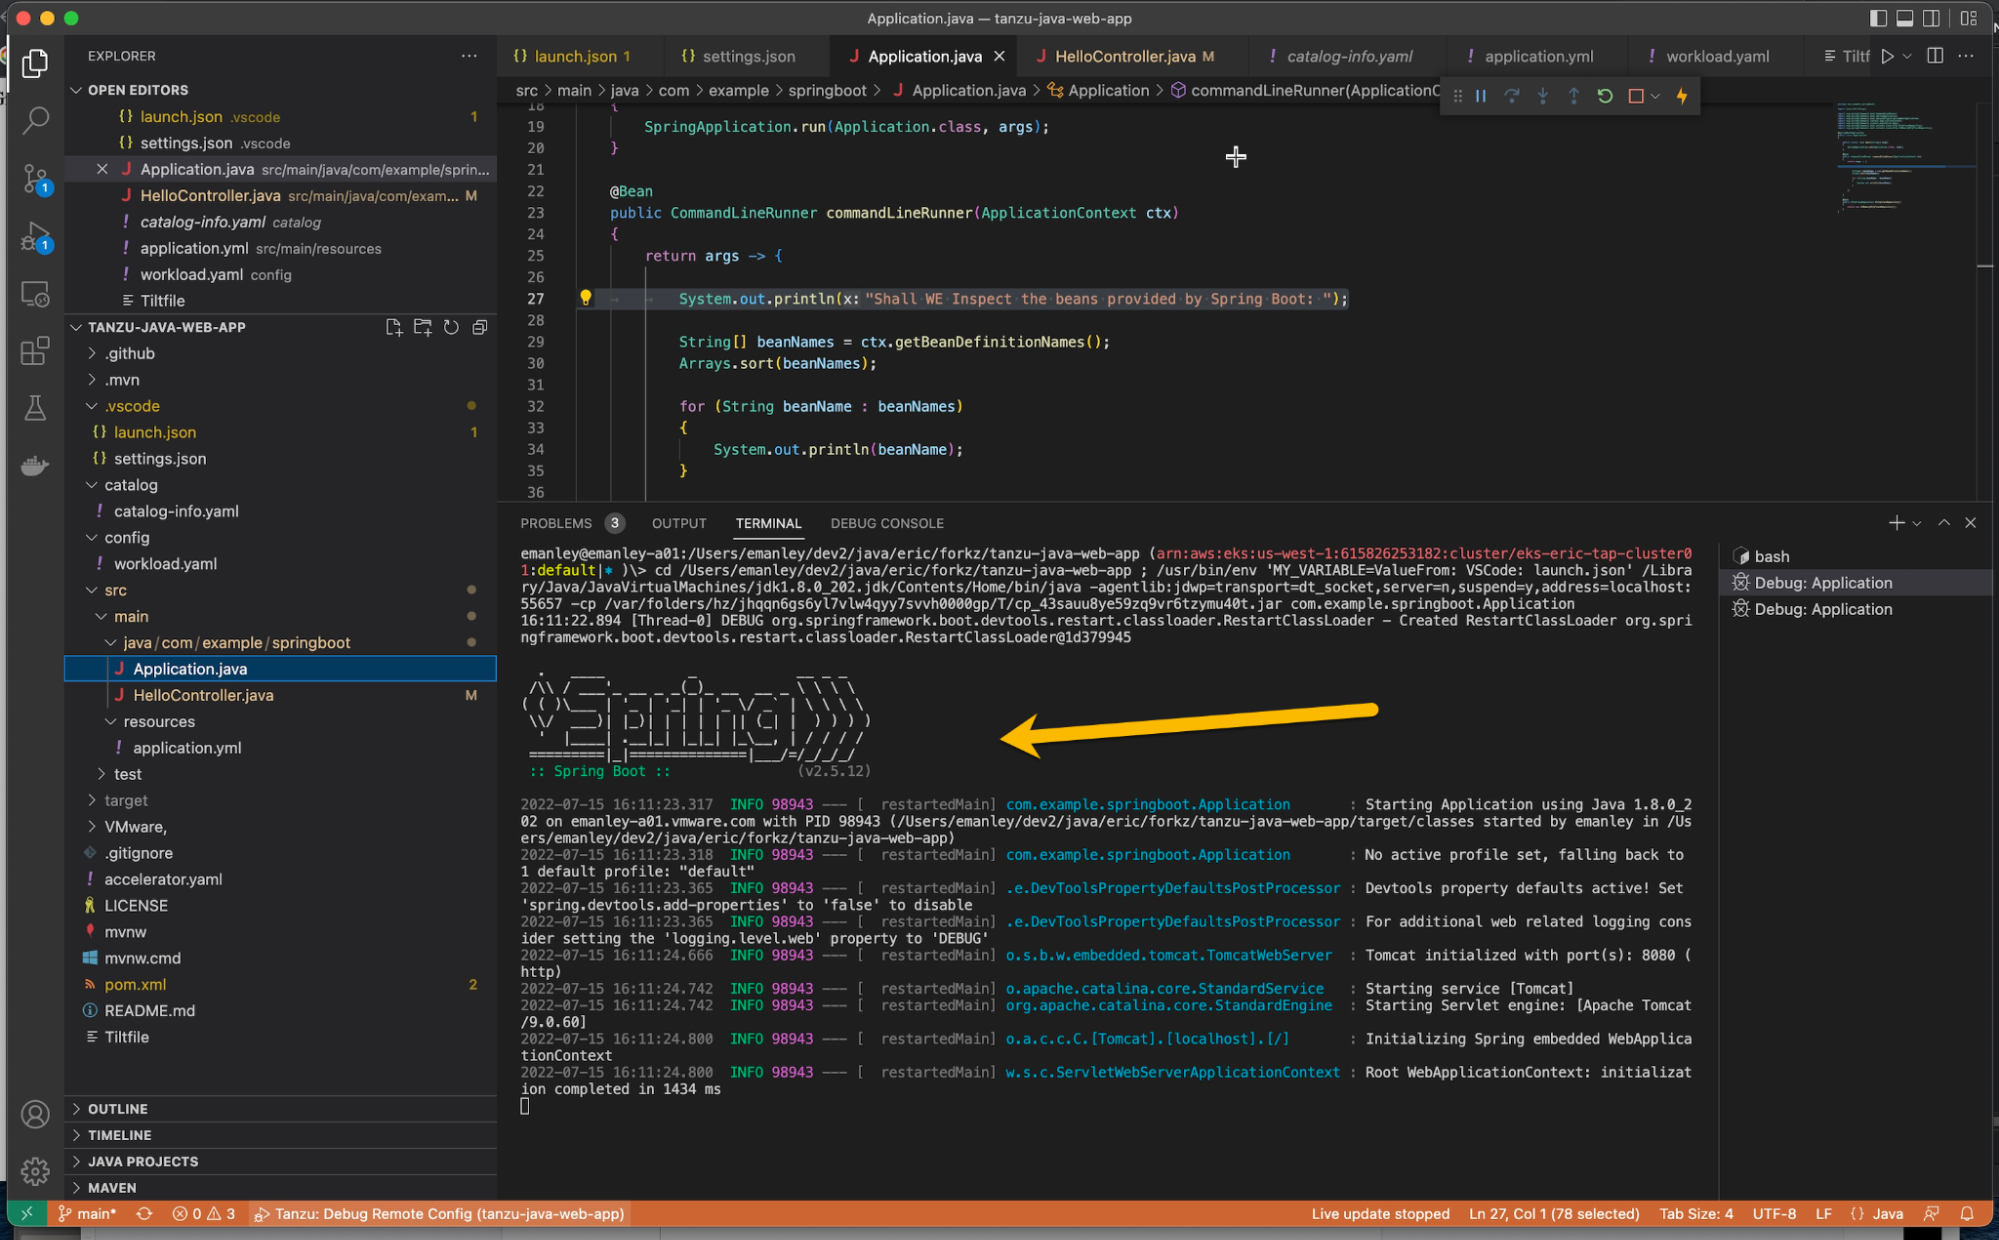 Application.java — tanzu-java-web-app
EXPLORER
OPEN EDITORS
{} launch.json .vscode 1
{} settings.json .vscode
J Application.java src/main/java/com/example/sprin...
J HelloController.java src/main/java/com/exam... M
! catalog-info.yaml catalog
! application.yml src/main/resources
! workload.yaml config
Tiltfile
TANZU-JAVA-WEB-APP
.github
.mvn
.vscode
{} launch.json 1
{} settings.json
catalog
! catalog-info.yaml
config
! workload.yaml
src
main
java/com/example/springboot
J Application.java
J HelloController.java M
resources
! application.yml
test
target
VMware,
.gitignore
! accelerator.yaml
LICENSE
mvnw
mvnw.cmd
pom.xml 2
README.md
Tiltfile
OUTLINE
TIMELINE
JAVA PROJECTS
MAVEN
1
1
{} launch.json 1 {} settings.json J Application.java J HelloController.java M ! catalog-info.yaml ! application.yml ! workload.yaml Tiltf
src > main > java > com > example > springboot > J Application.java > Application > commandLineRunner(ApplicationC
18 {
19 SpringApplication.run(Application.class, args);
20 }
21
22 @Bean
23 public CommandLineRunner commandLineRunner(ApplicationContext ctx)
24 {
25 return args -> {
26
27 System.out.println(x: "Shall WE Inspect the beans provided by Spring Boot: ");
28
29 String[] beanNames = ctx.getBeanDefinitionNames();
30 Arrays.sort(beanNames);
31
32 for (String beanName : beanNames)
33 {
34 System.out.println(beanName);
35 }
36
PROBLEMS 3 OUTPUT TERMINAL DEBUG CONSOLE
emanley@emanley-a01:/Users/emanley/dev2/java/eric/forkz/tanzu-java-web-app (arn:aws:eks:us-west-1:615826253182:cluster/eks-eric-tap-cluster0
1:default|* )\> cd /Users/emanley/dev2/java/eric/forkz/tanzu-java-web-app ; /usr/bin/env 'MY_VARIABLE=ValueFrom: VSCode: launch.json' /Libra
ry/Java/JavaVirtualMachines/jdk1.8.0_202.jdk/Contents/Home/bin/java -agentlib:jdwp=transport=dt_socket,server=n,suspend=y,address=localhost:
55657 -cp /var/folders/hz/jhqqn6gs6yl7vlw4qyy7svvh0000gp/T/cp_43sauu8ye59zq9vr6tzymu40t.jar com.example.springboot.Application
16:11:22.894 [Thread-0] DEBUG org.springframework.boot.devtools.restart.classloader.RestartClassLoader - Created RestartClassLoader org.spri
ngframework.boot.devtools.restart.classloader.RestartClassLoader@1d379945
Spring
:: Spring Boot :: (v2.5.12)
2022-07-15 16:11:23.317 INFO 98943 --- [ restartedMain] com.example.springboot.Application : Starting Application using Java 1.8.0_2
02 on emanley-a01.vmware.com with PID 98943 (/Users/emanley/dev2/java/eric/forkz/tanzu-java-web-app/target/classes started by emanley in /Us
ers/emanley/dev2/java/eric/forkz/tanzu-java-web-app)
2022-07-15 16:11:23.318 INFO 98943 --- [ restartedMain] com.example.springboot.Application : No active profile set, falling back to
1 default profile: "default"
2022-07-15 16:11:23.365 INFO 98943 --- [ restartedMain] .e.DevToolsPropertyDefaultsPostProcessor : Devtools property defaults active! Set
'spring.devtools.add-properties' to 'false' to disable
2022-07-15 16:11:23.365 INFO 98943 --- [ restartedMain] .e.DevToolsPropertyDefaultsPostProcessor : For additional web related logging cons
ider setting the 'logging.level.web' property to 'DEBUG'
2022-07-15 16:11:24.666 INFO 98943 --- [ restartedMain] o.s.b.w.embedded.tomcat.TomcatWebServer : Tomcat initialized with port(s): 8080 (
http)
2022-07-15 16:11:24.742 INFO 98943 --- [ restartedMain] o.apache.catalina.core.StandardService : Starting service [Tomcat]
2022-07-15 16:11:24.742 INFO 98943 --- [ restartedMain] org.apache.catalina.core.StandardEngine : Starting Servlet engine: [Apache Tomcat
/9.0.60]
2022-07-15 16:11:24.800 INFO 98943 --- [ restartedMain] o.a.c.c.C.[Tomcat].[localhost].[/] : Initializing Spring embedded WebApplica
tionContext
2022-07-15 16:11:24.800 INFO 98943 --- [ restartedMain] w.s.c.ServletWebServerApplicationContext : Root WebApplicationContext: initializat
ion completed in 1434 ms
bash
Debug: Application
Debug: Application
main* 0 3 Tanzu: Debug Remote Config (tanzu-java-web-app) Live update stopped Ln 27, Col 1 (78 selected) Tab Size: 4 UTF-8 LF {} Java